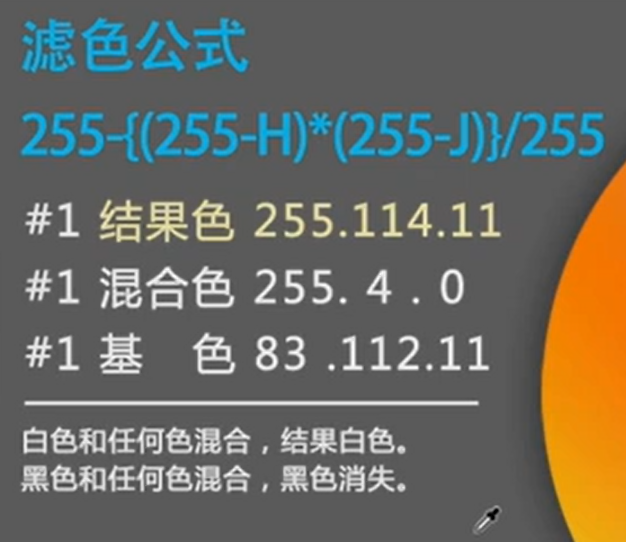 滤色公式
255-{(255-H)*(255-J)}/255
#1 结果色 255.114.11
#1 混合色 255. 4 . 0
#1 基　色 83 .112.11
白色和任何色混合，结果白色。
黑色和任何色混合，黑色消失。